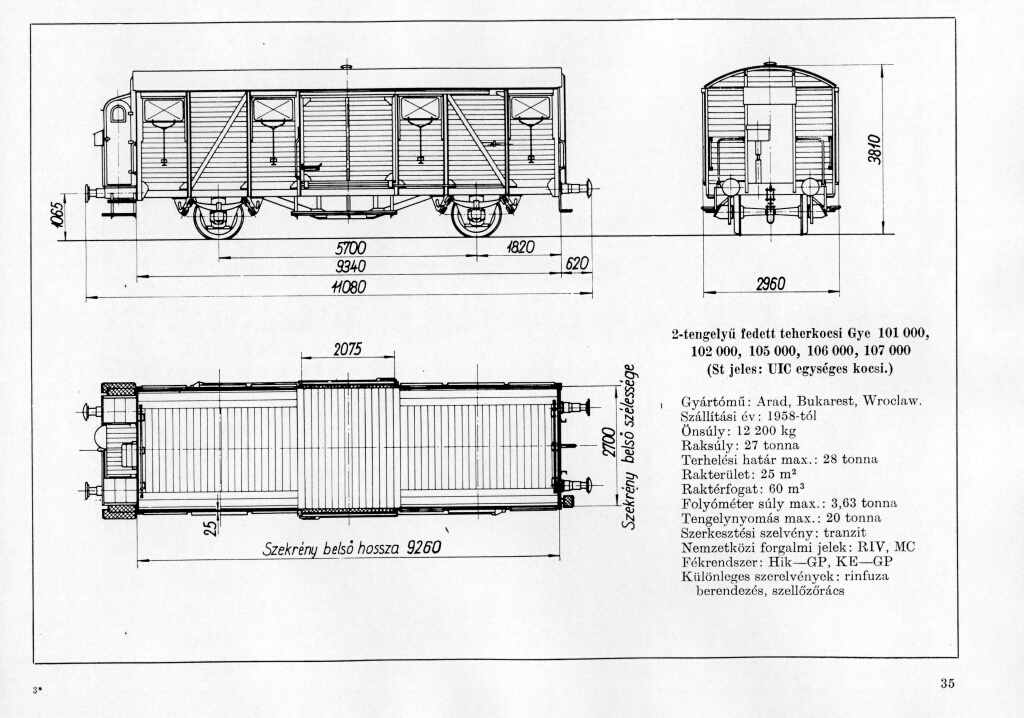 3810
1065
5700
1820
9340
620
11080
2960
2-tengelyű fedett teherkocsi Gye 101 000,
102 000, 105 000, 106 000, 107 000
(St jeles: UIC egységes kocsi.)
2075
2700
Szekrény belső szélessége
25
Szekrény belső hossza 9260
Gyártómű: Arad, Bukarest, Wroclaw.
Szállítási év: 1958-tól
Önsúly: 12 200 kg
Raksúly: 27 tonna
Terhelési határ max.: 28 tonna
Rakterület: 25 m²
Raktérfogat: 60 m³
Folyóméter súly max.: 3,63 tonna
Tengelynyomás max.: 20 tonna
Szerkesztési szelvény: tranzit
Nemzetközi forgalmi jelek: RIV, MC
Fékrendszer: Hik—GP, KE—GP
Különleges szerelvények: rinfuza
berendezés, szellőzőrács
3*
35